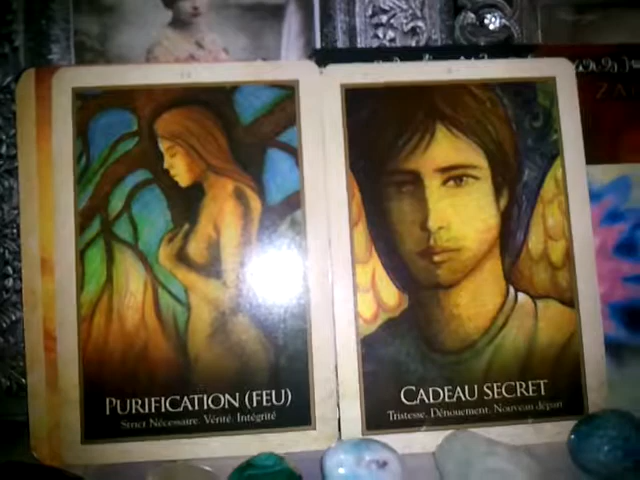 PURIFICATION (FEU)
Strict Nécessaire. Vérité. Intégrité
CADEAU SECRET
Tristesse. Dénouement. Nouveau départ